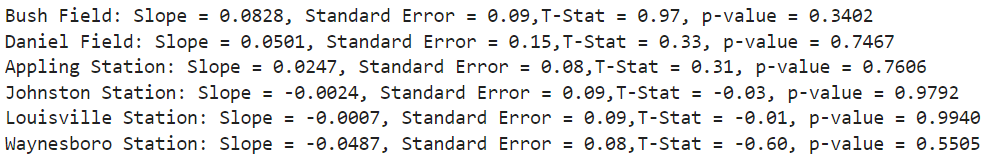 Bush Field: Slope = 0.0828, Standard Error = 0.09,T-Stat = 0.97, p-value = 0.3402
Daniel Field: Slope = 0.0501, Standard Error = 0.15,T-Stat = 0.33, p-value = 0.7467
Appling Station: Slope = 0.0247, Standard Error = 0.08,T-Stat = 0.31, p-value = 0.7606
Johnston Station: Slope = -0.0024, Standard Error = 0.09,T-Stat = -0.03, p-value = 0.9792
Louisville Station: Slope = -0.0007, Standard Error = 0.09,T-Stat = -0.01, p-value = 0.9940
Waynesboro Station: Slope = -0.0487, Standard Error = 0.08,T-Stat = -0.60, p-value = 0.5505